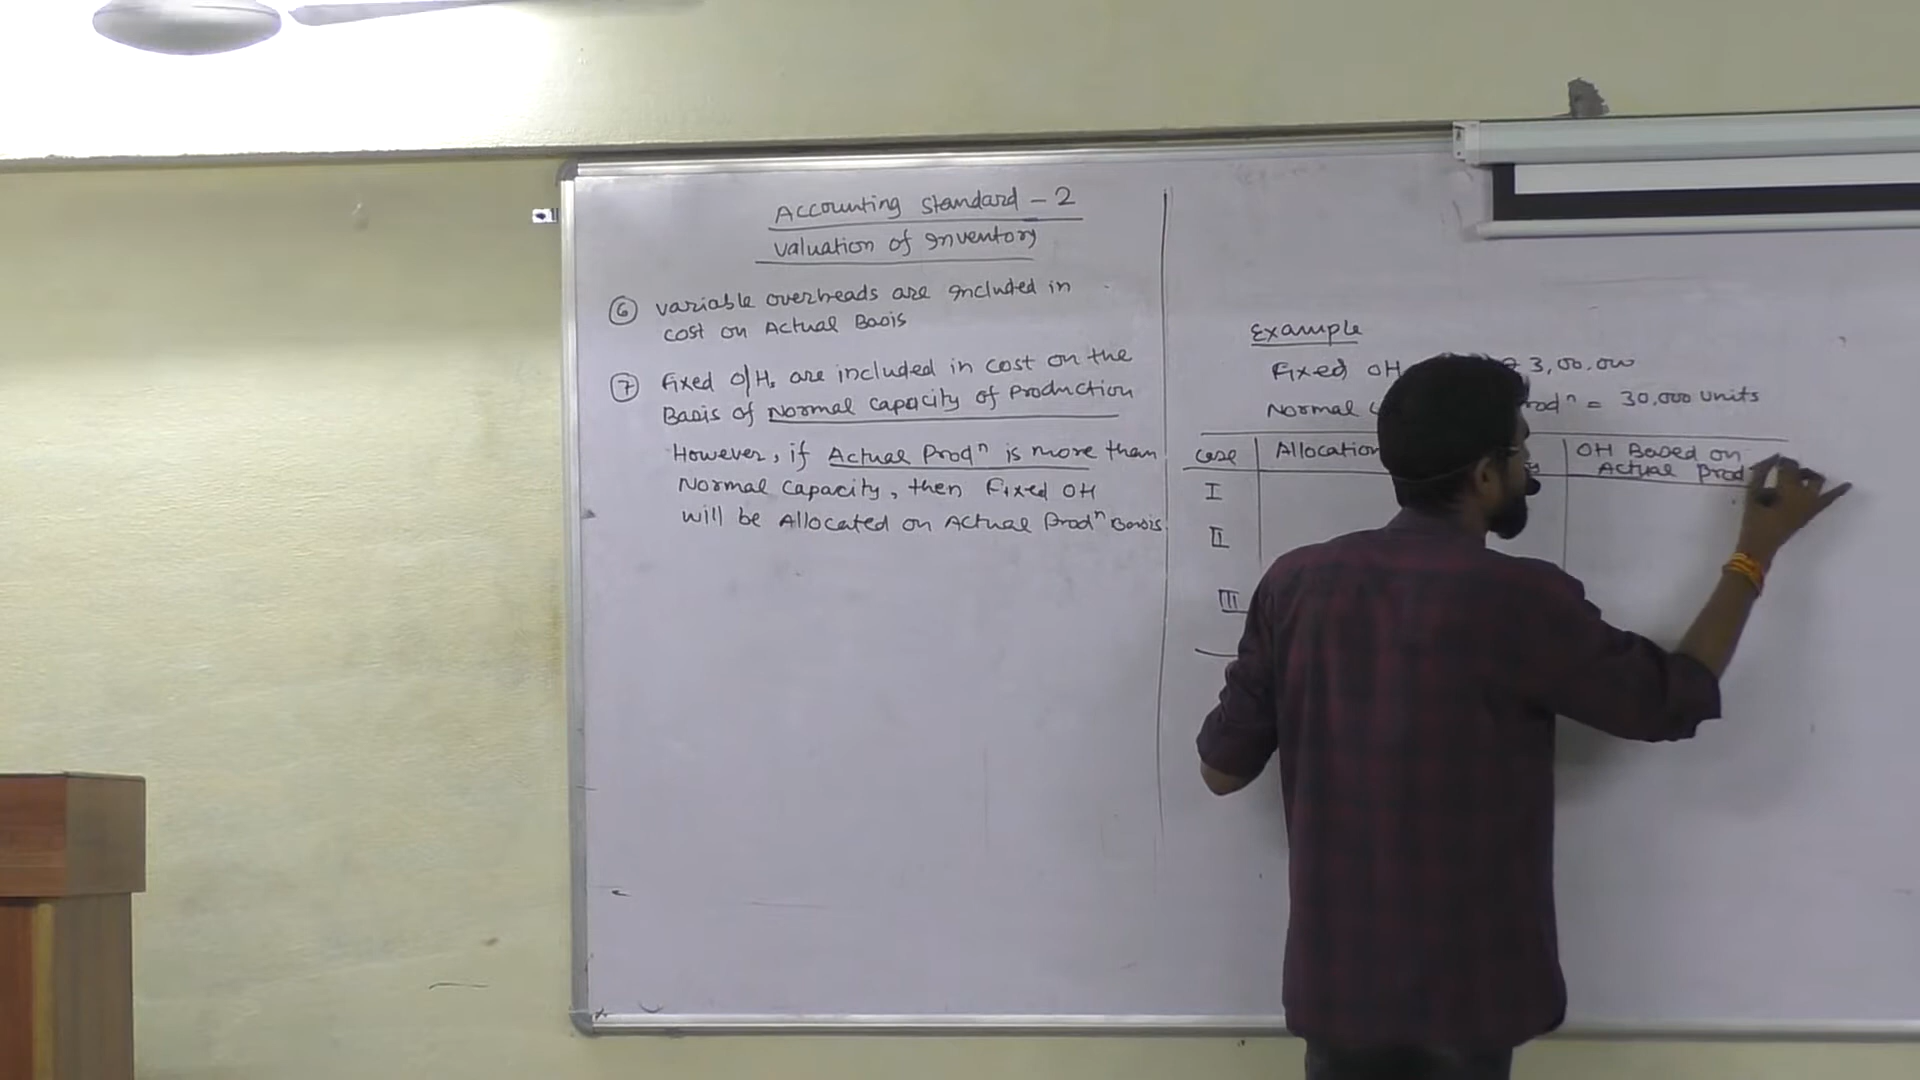 Accounting Standard - 2
Valuation of Inventory
⑥ Variable overheads are included in
cost on Actual Basis
⑦ Fixed O/Hs are included in cost on the
Basis of Normal Capacity of Production
However, if Actual Prodⁿ is more than
Normal Capacity, then Fixed OH
will be Allocated on Actual Prodⁿ Basis
Example
Fixed OH 3,00,000
Normal = 30,000 units
Case Allocation OH Based on
Actual Prod
I
II
III